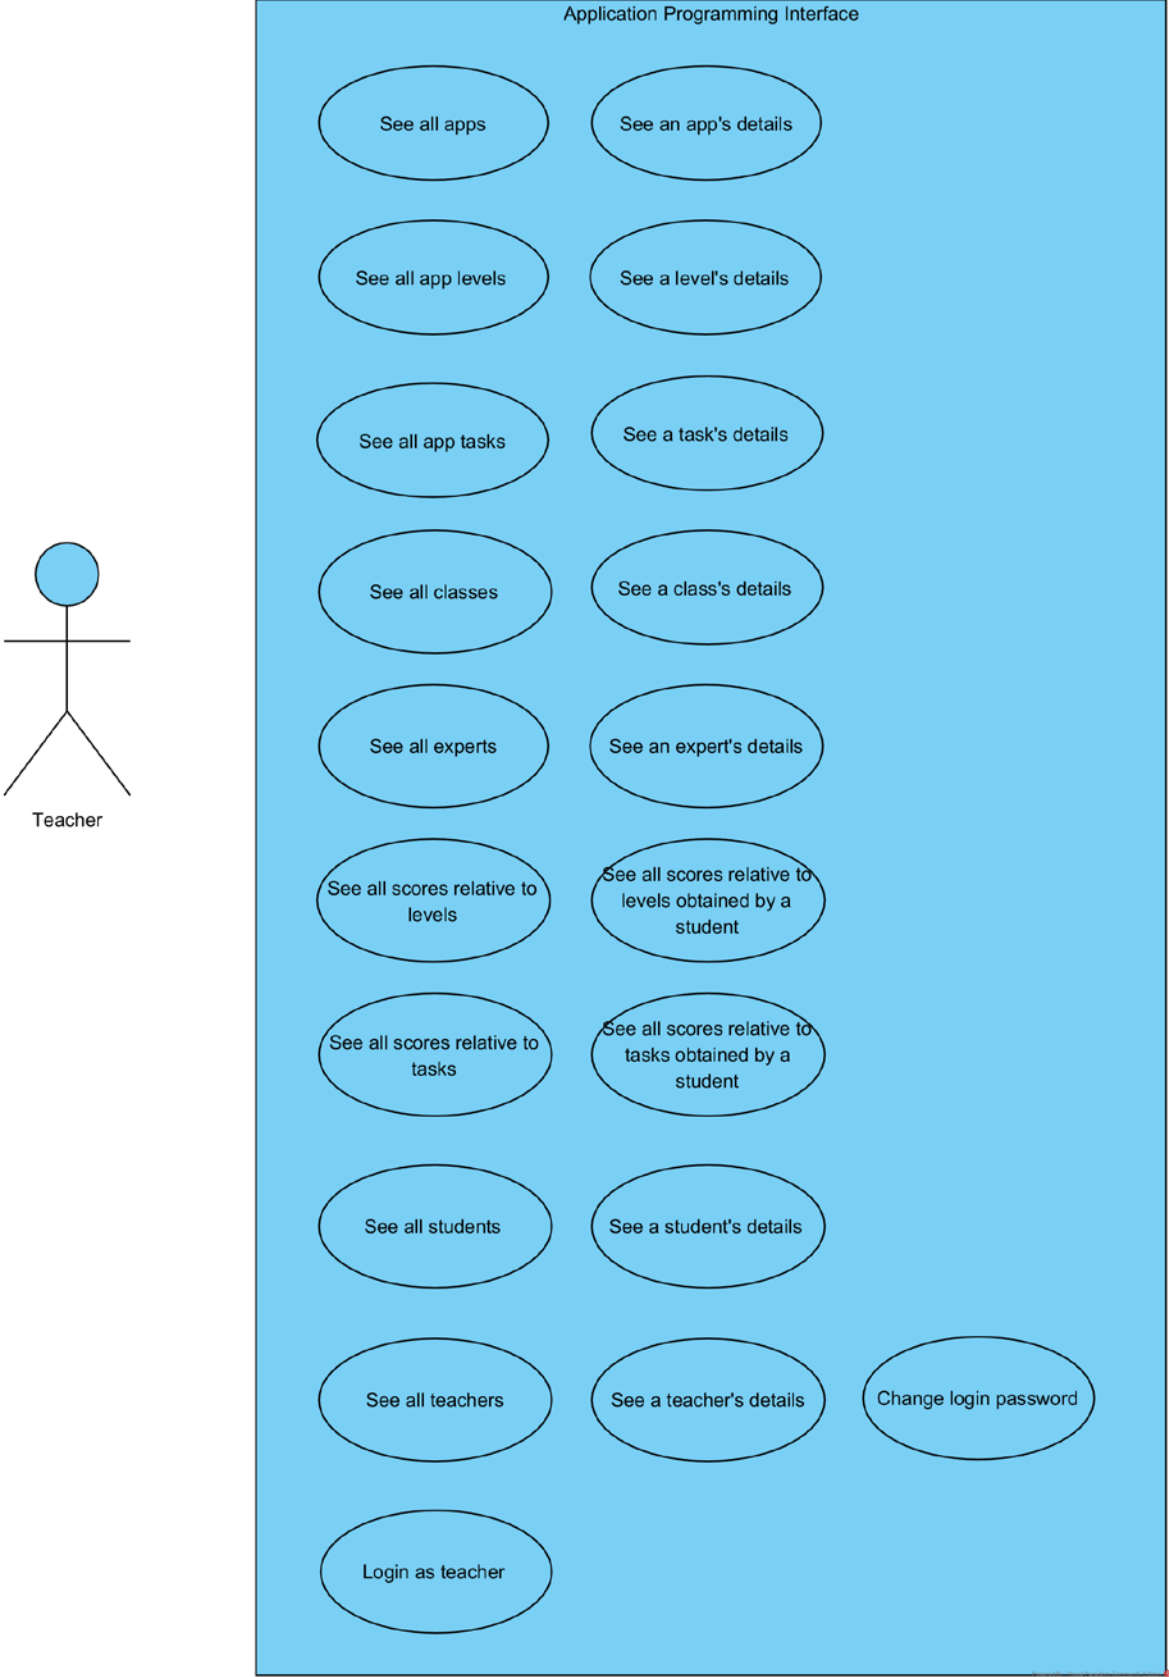 Application Programming Interface
See all apps
See an app's details
See all app levels
See a level's details
See all app tasks
See a task's details
See all classes
See a class's details
See all experts
See an expert's details
See all scores relative to
levels
See all scores relative to
levels obtained by a
student
See all scores relative to
tasks
See all scores relative to
tasks obtained by a
student
See all students
See a student's details
See all teachers
See a teacher's details
Change login password
Login as teacher
Teacher